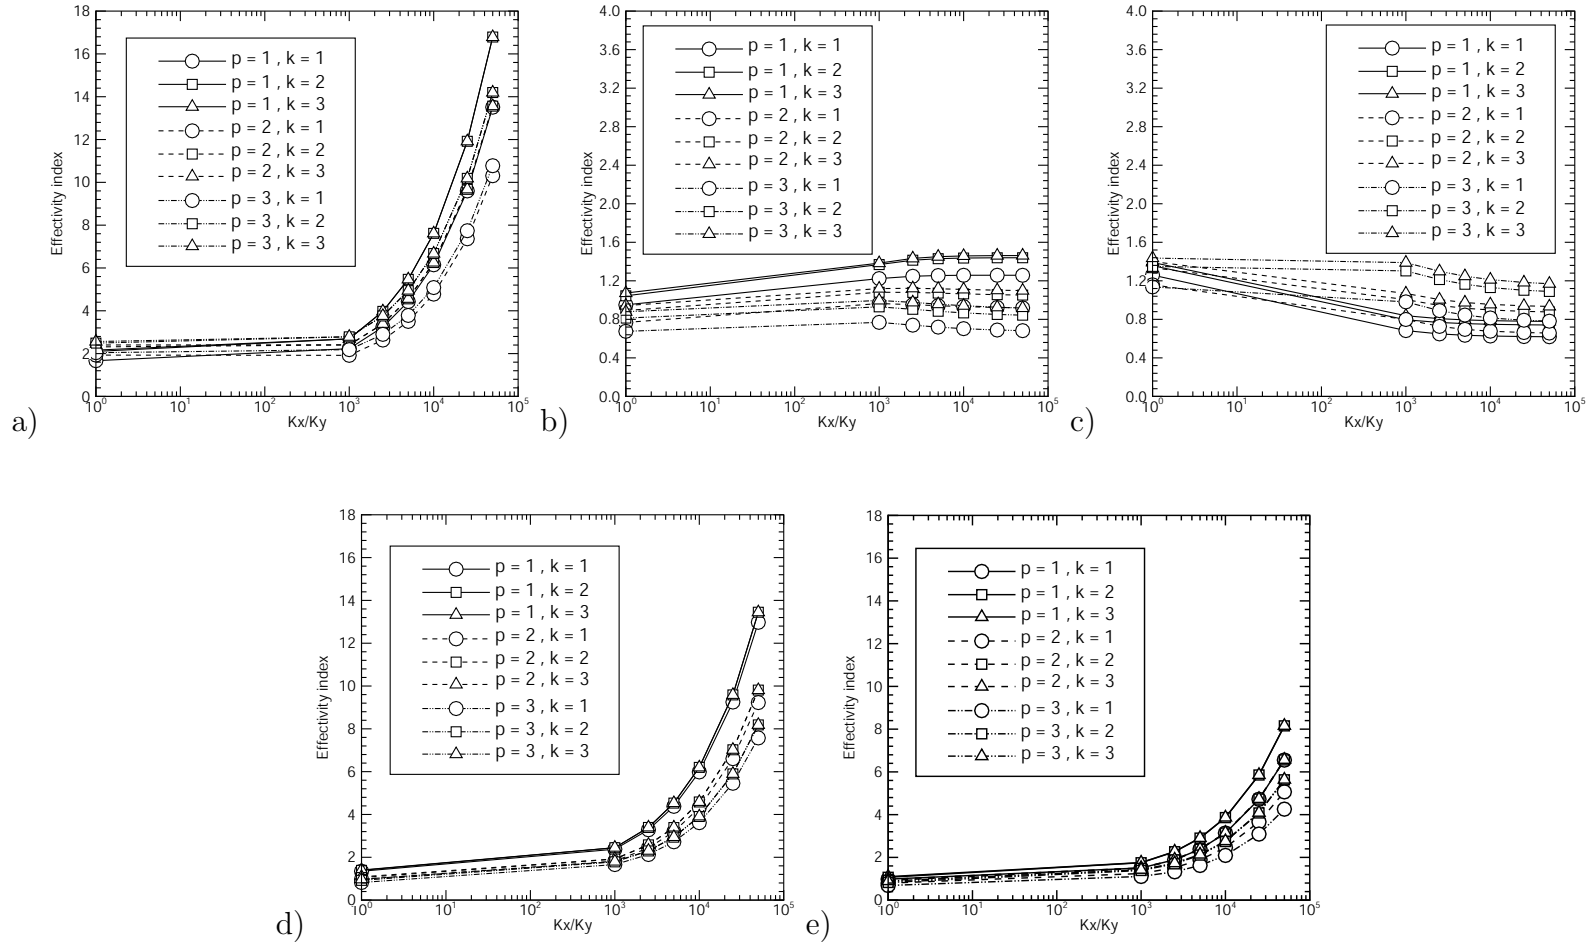 18
16
14
12
10
8
6
4
2
0
Effectivity index
p = 1 , k = 1
p = 1 , k = 2
p = 1 , k = 3
p = 2 , k = 1
p = 2 , k = 2
p = 2 , k = 3
p = 3 , k = 1
p = 3 , k = 2
p = 3 , k = 3
10^0 10^1 10^2 10^3 10^4 10^5
Kx/Ky
a)
4.0
3.6
3.2
2.8
2.4
2.0
1.6
1.2
0.8
0.4
0.0
Effectivity index
p = 1 , k = 1
p = 1 , k = 2
p = 1 , k = 3
p = 2 , k = 1
p = 2 , k = 2
p = 2 , k = 3
p = 3 , k = 1
p = 3 , k = 2
p = 3 , k = 3
10^0 10^1 10^2 10^3 10^4 10^5
Kx/Ky
b)
4.0
3.6
3.2
2.8
2.4
2.0
1.6
1.2
0.8
0.4
0.0
Effectivity index
p = 1 , k = 1
p = 1 , k = 2
p = 1 , k = 3
p = 2 , k = 1
p = 2 , k = 2
p = 2 , k = 3
p = 3 , k = 1
p = 3 , k = 2
p = 3 , k = 3
10^0 10^1 10^2 10^3 10^4 10^5
Kx/Ky
c)
18
16
14
12
10
8
6
4
2
0
Effectivity index
p = 1 , k = 1
p = 1 , k = 2
p = 1 , k = 3
p = 2 , k = 1
p = 2 , k = 2
p = 2 , k = 3
p = 3 , k = 1
p = 3 , k = 2
p = 3 , k = 3
10^0 10^1 10^2 10^3 10^4 10^5
Kx/Ky
d)
18
16
14
12
10
8
6
4
2
0
Effectivity index
p = 1 , k = 1
p = 1 , k = 2
p = 1 , k = 3
p = 2 , k = 1
p = 2 , k = 2
p = 2 , k = 3
p = 3 , k = 1
p = 3 , k = 2
p = 3 , k = 3
10^0 10^1 10^2 10^3 10^4 10^5
Kx/Ky
e)